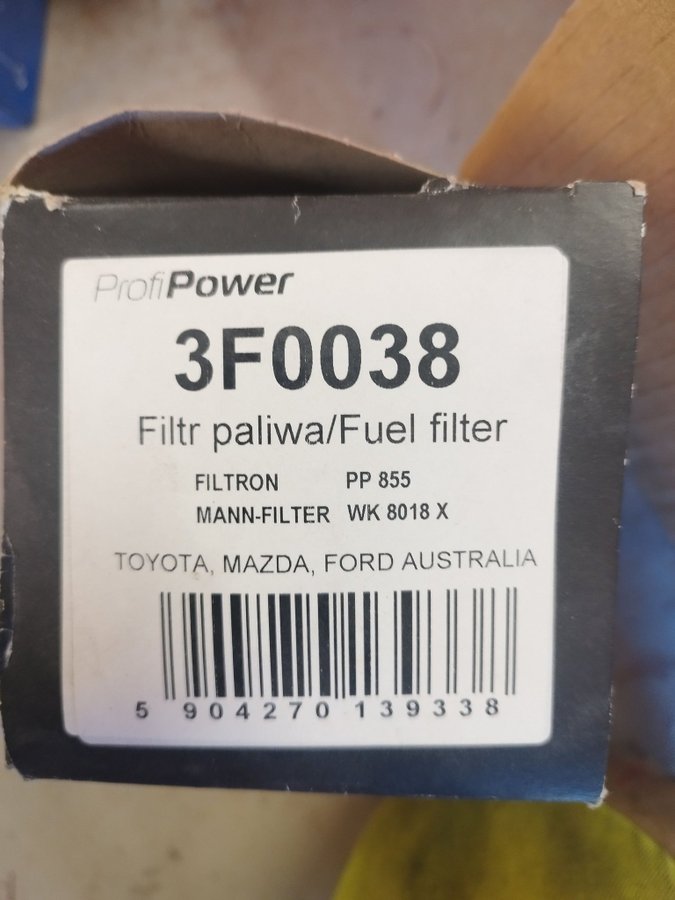 ProfiPower
3F0038
Filtr paliwa/Fuel filter
FILTRON PP 855
MANN-FILTER WK 8018 X
TOYOTA, MAZDA, FORD AUSTRALIA
5 904270 139338